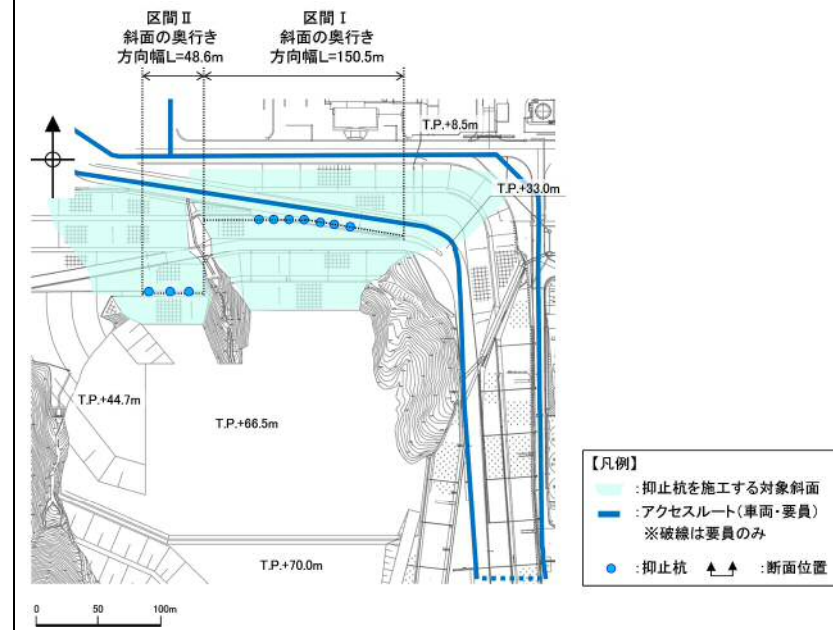 区間Ⅱ
斜面の奥行き
方向幅L=48.6m
区間Ⅰ
斜面の奥行き
方向幅L=150.5m
T.P.+8.5m
T.P.+33.0m
T.P.+44.7m
T.P.+66.5m
T.P.+70.0m
【凡例】
:抑止杭を施工する対象斜面
:アクセスルート(車両・要員)
※破線は要員のみ
:抑止杭
:断面位置
0 50 100m